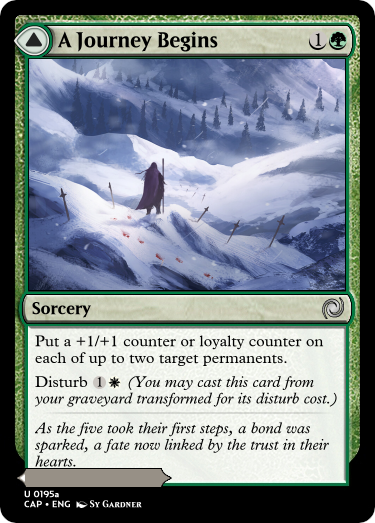 A Journey Begins 1
Sorcery
Put a +1/+1 counter or loyalty counter on
each of up to two target permanents.
Disturb 1 (You may cast this card from
your graveyard transformed for its disturb cost.)
As the five took their first steps, a bond was
sparked, a fate now linked by the trust in their
hearts.
U 0195a
CAP • ENG Sy Gardner